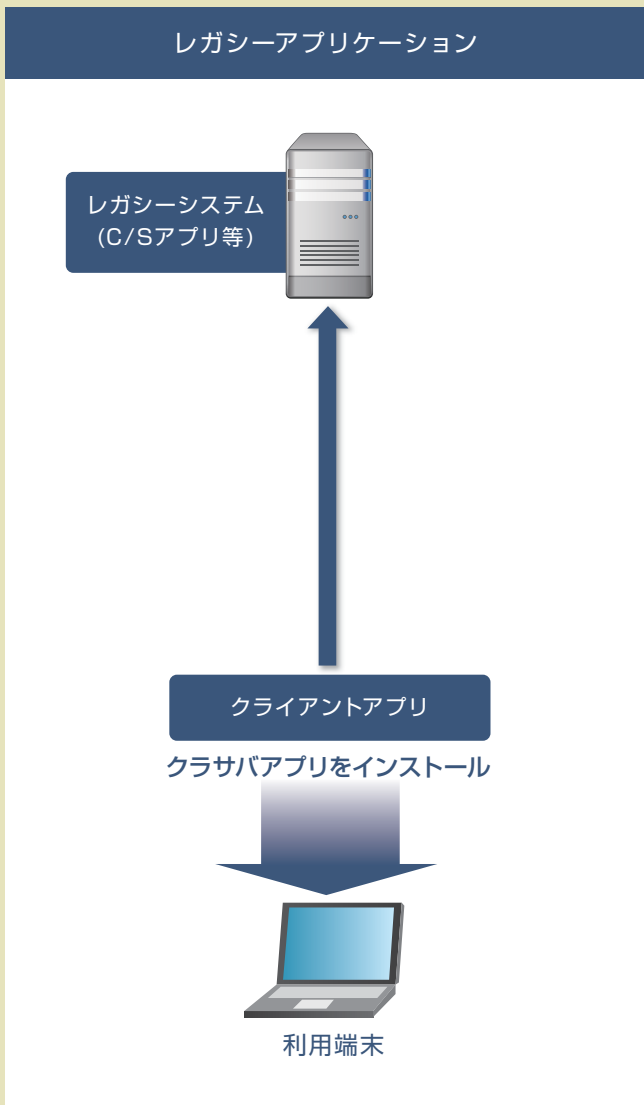 レガシーアプリケーション
レガシーシステム
(C/Sアプリ等)
クライアントアプリ
クラサバアプリをインストール
利用端末